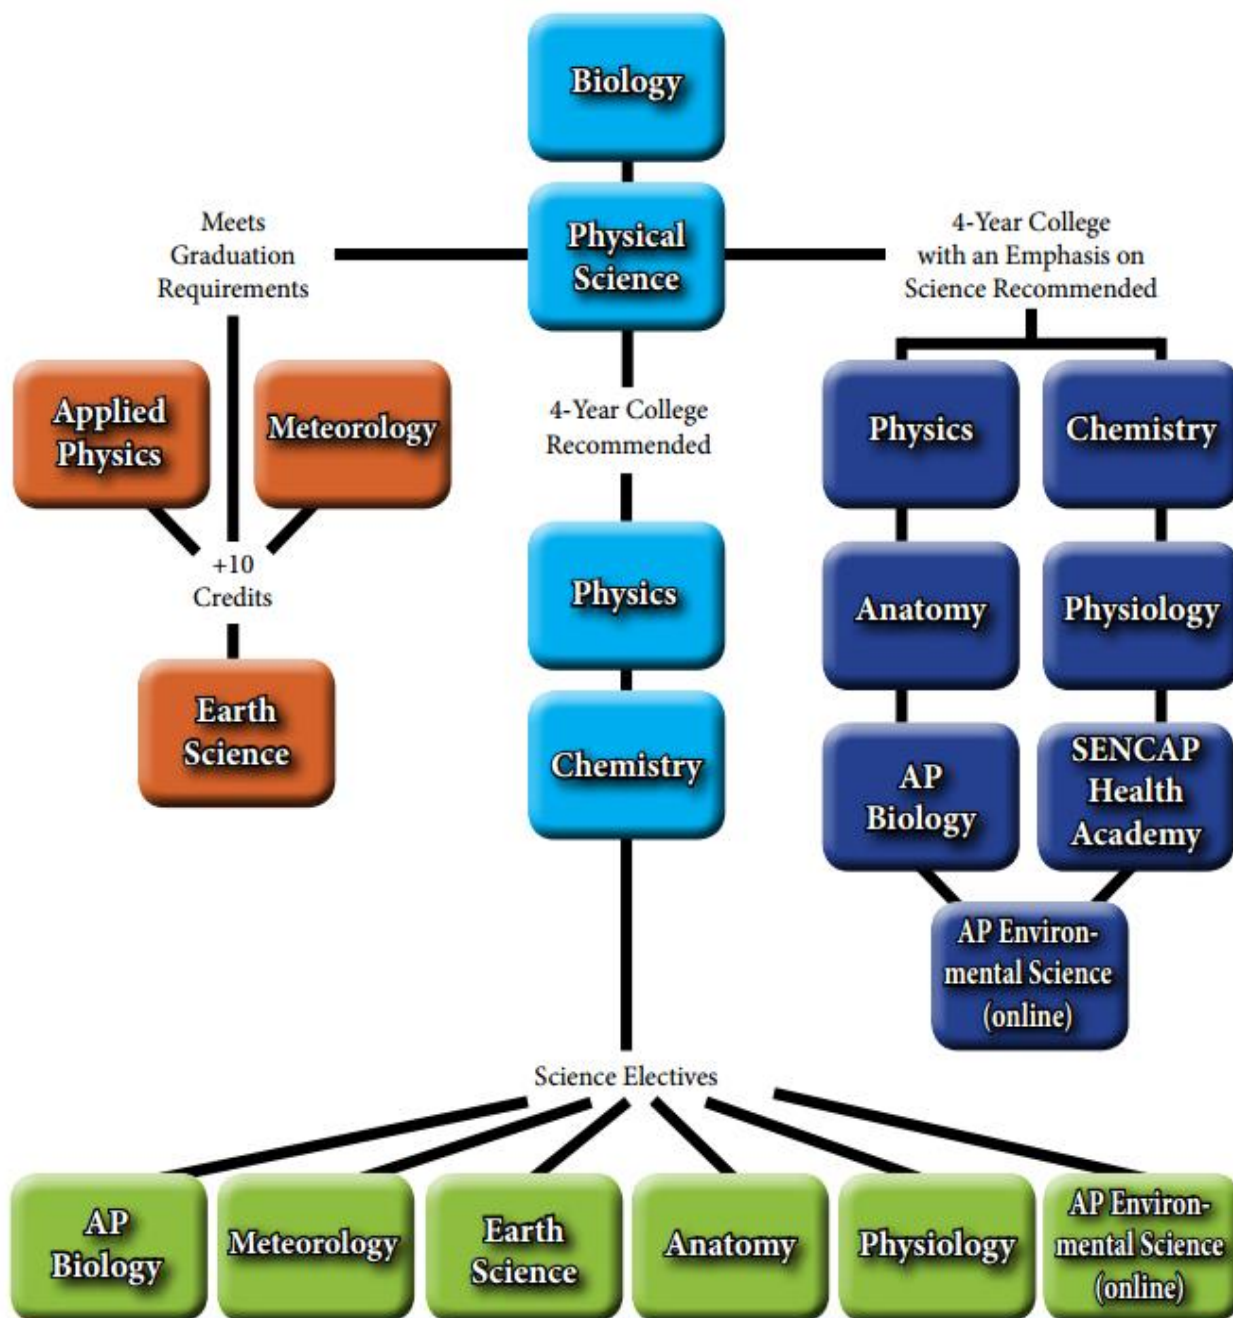 Biology
Physical
Science
Meets
Graduation
Requirements
4-Year College
with an Emphasis on
Science Recommended
Applied
Physics
Meteorology
+10
Credits
Earth
Science
4-Year College
Recommended
Physics
Chemistry
Physics
Chemistry
Anatomy
Physiology
AP
Biology
SENCAP
Health
Academy
AP Environ-
mental Science
(online)
Science Electives
AP
Biology
Meteorology
Earth
Science
Anatomy
Physiology
AP Environ-
mental Science
(online)